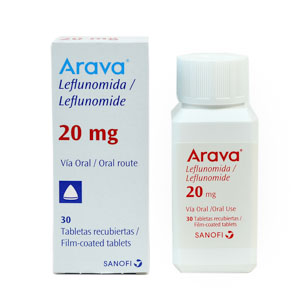 Arava®
Leflunomida /
Leflunomide
20 mg
Vía Oral / Oral route
30
Tabletas recubiertas /
Film-coated tablets
SANOFI
Arava®
Leflunomida /
Leflunomide
20 mg
Vía Oral /Oral Use
30 Tabletas recubiertas /
Film-coated tablets
SANOFI